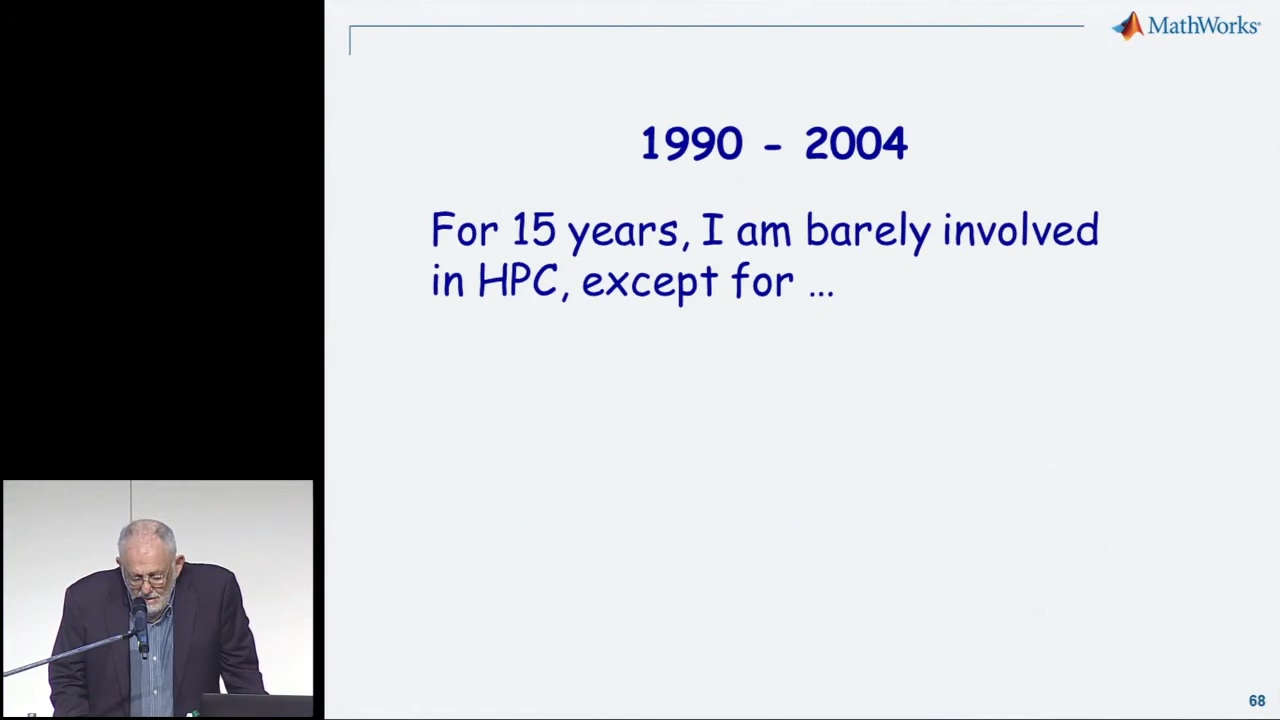 MathWorks®
1990 - 2004
For 15 years, I am barely involved
in HPC, except for ...
68